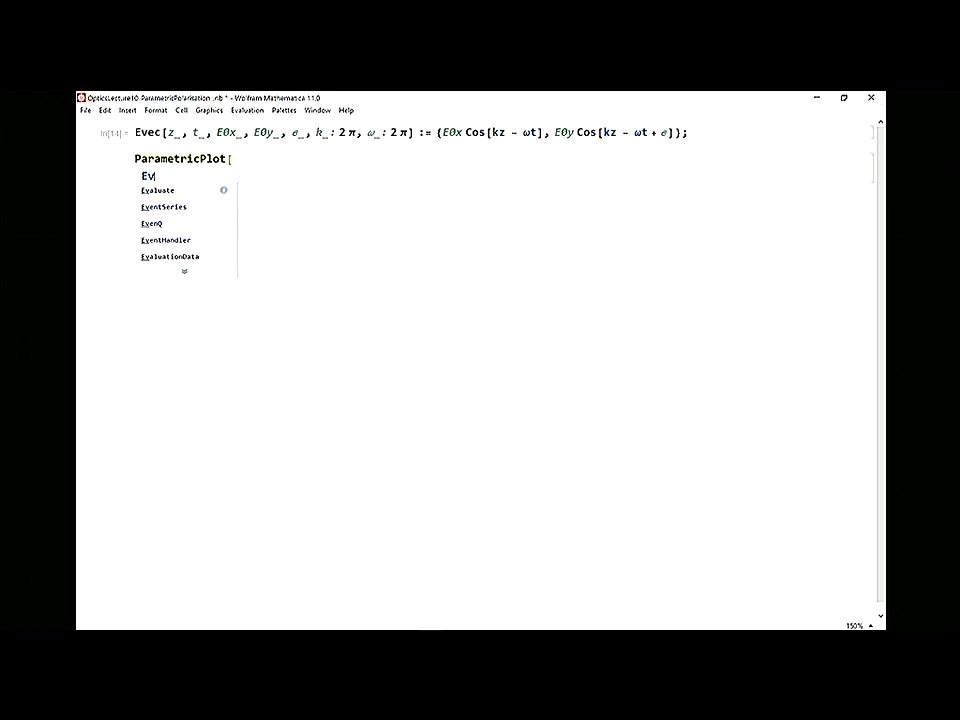 OpticsLecture10 ParametricPolarisation .nb * - Wolfram Mathematica 11.0
File Edit Insert Format Cell Graphics Evaluation Palettes Window Help
In[14]:= Evec[z_, t_, E0x_, E0y_, ε_, k_: 2 π, ω_: 2 π] := {E0x Cos[kz - ωt], E0y Cos[kz - ωt + ε]};
ParametricPlot[
Ev
Evaluate
EventSeries
EvenQ
EventHandler
EvaluationData
150%